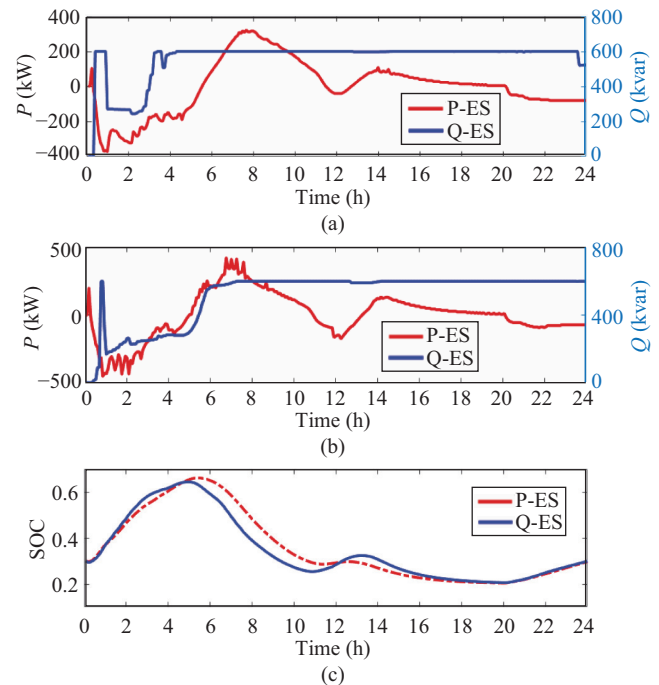 400
200
0
−200
−400
P (kW)
800
600
400
200
0
Q (kvar)
P-ES
Q-ES
0 2 4 6 8 10 12 14 16 18 20 22 24
Time (h)
(a)
500
0
−500
P (kW)
800
600
400
200
0
Q (kvar)
P-ES
Q-ES
0 2 4 6 8 10 12 14 16 18 20 22 24
Time (h)
(b)
0.6
0.4
0.2
SOC
P-ES
Q-ES
0 2 4 6 8 10 12 14 16 18 20 22 24
Time (h)
(c)